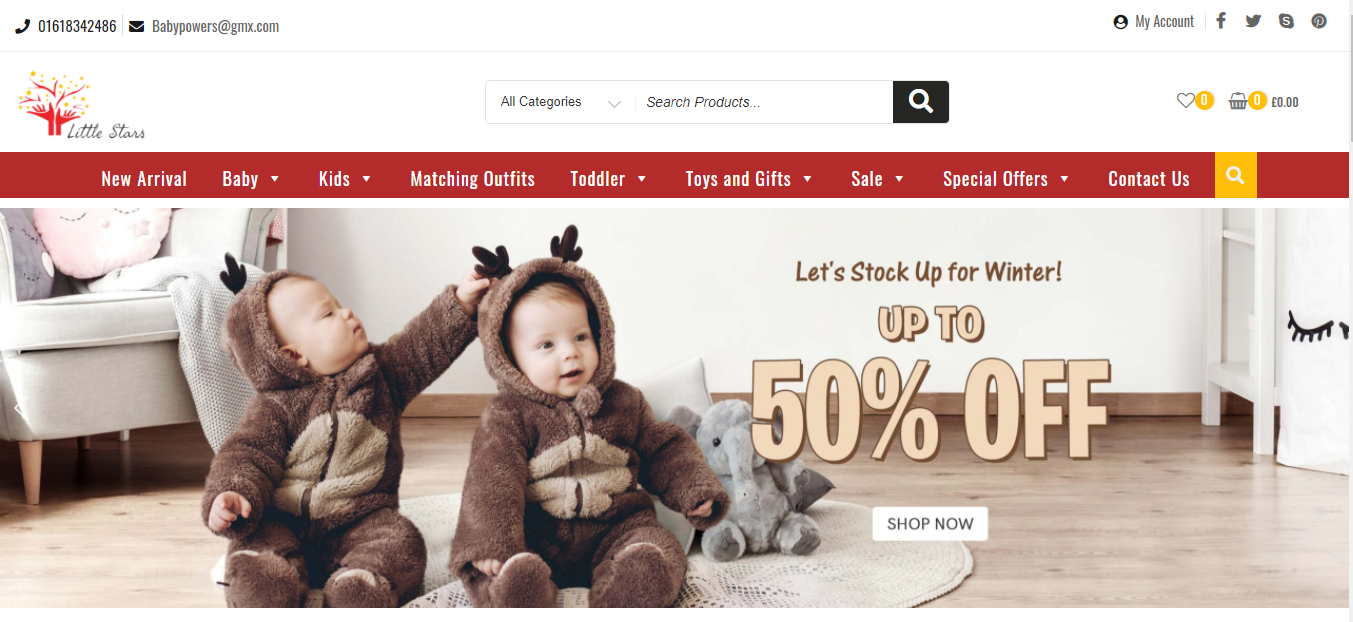 01618342486 Babypowers@gmx.com My Account
Little Stars
All Categories Search Products... 0 0 £0.00
New Arrival Baby Kids Matching Outfits Toddler Toys and Gifts Sale Special Offers Contact Us
Let's Stock Up for Winter!
UP TO
50% OFF
SHOP NOW